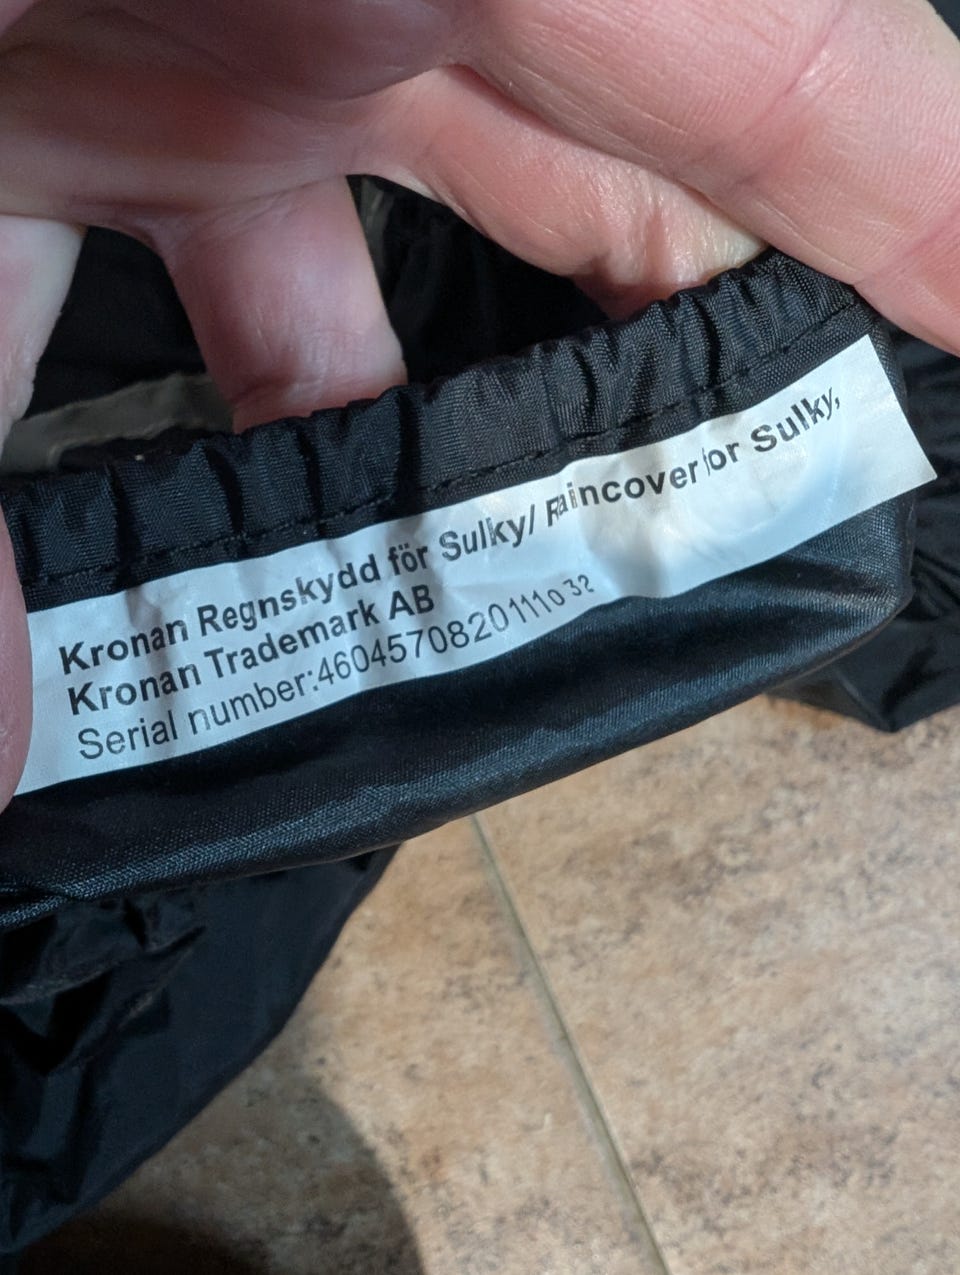 Kronan Regnskydd för Sulky/ Raincover for Sulky,
Kronan Trademark AB
Serial number:46045708201110 32